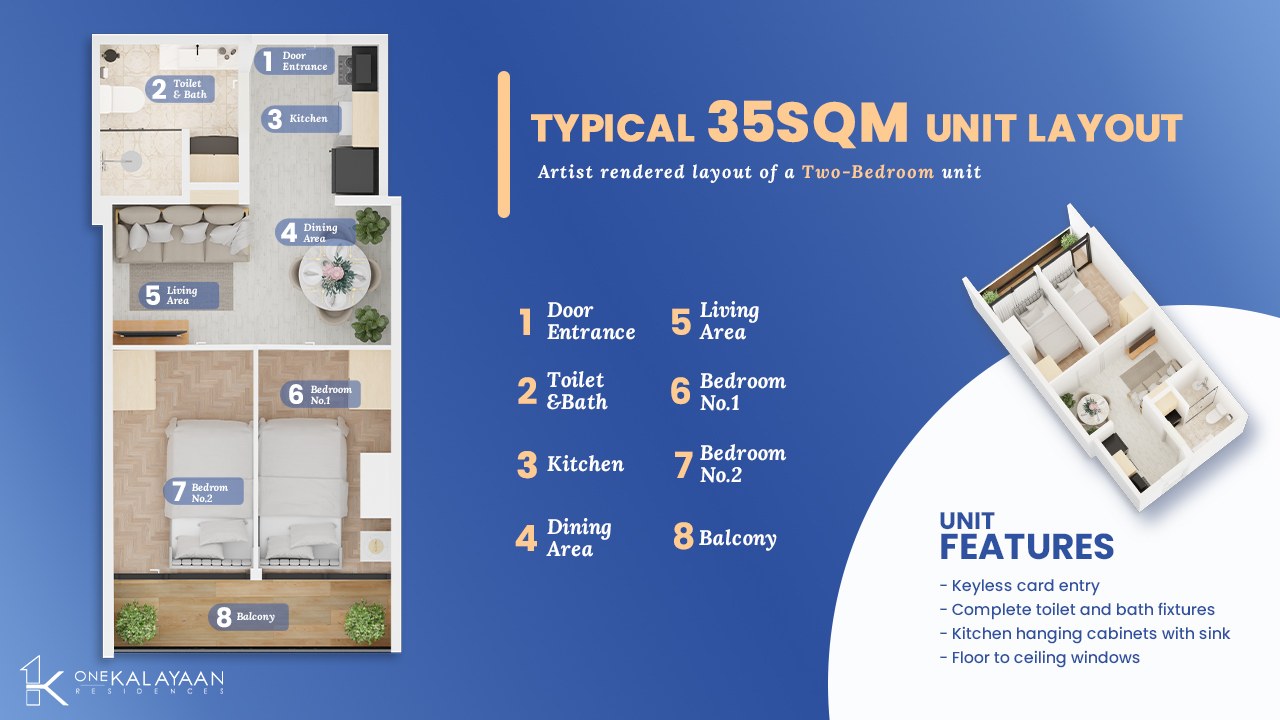 1 Door
Entrance
2 Toilet
& Bath
3 Kitchen
4 Dining
Area
5 Living
Area
6 Bedroom
No.1
7 Bedrom
No.2
8 Balcony
ONEKALAYAAN
RESIDENCES
TYPICAL 35SQM UNIT LAYOUT
Artist rendered layout of a Two-Bedroom unit
1 Door
Entrance
2 Toilet
&Bath
3 Kitchen
4 Dining
Area
5 Living
Area
6 Bedroom
No.1
7 Bedroom
No.2
8 Balcony
UNIT
FEATURES
- Keyless card entry
- Complete toilet and bath fixtures
- Kitchen hanging cabinets with sink
- Floor to ceiling windows